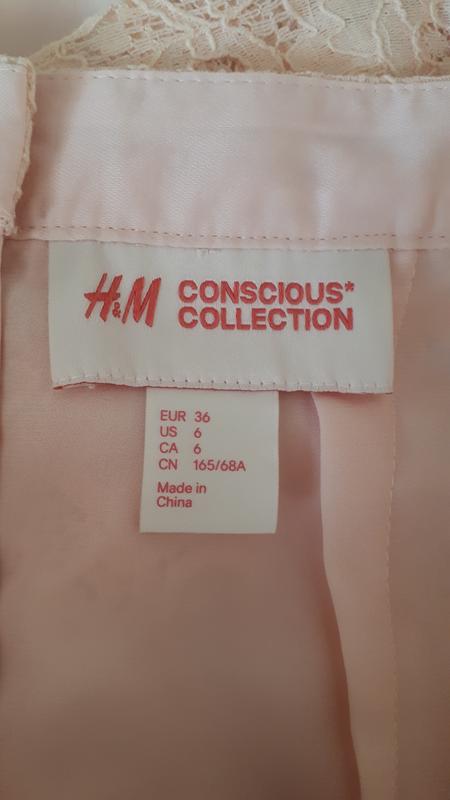 H&M CONSCIOUS*
COLLECTION
EUR 36
US 6
CA 6
CN 165/68A
Made in
China